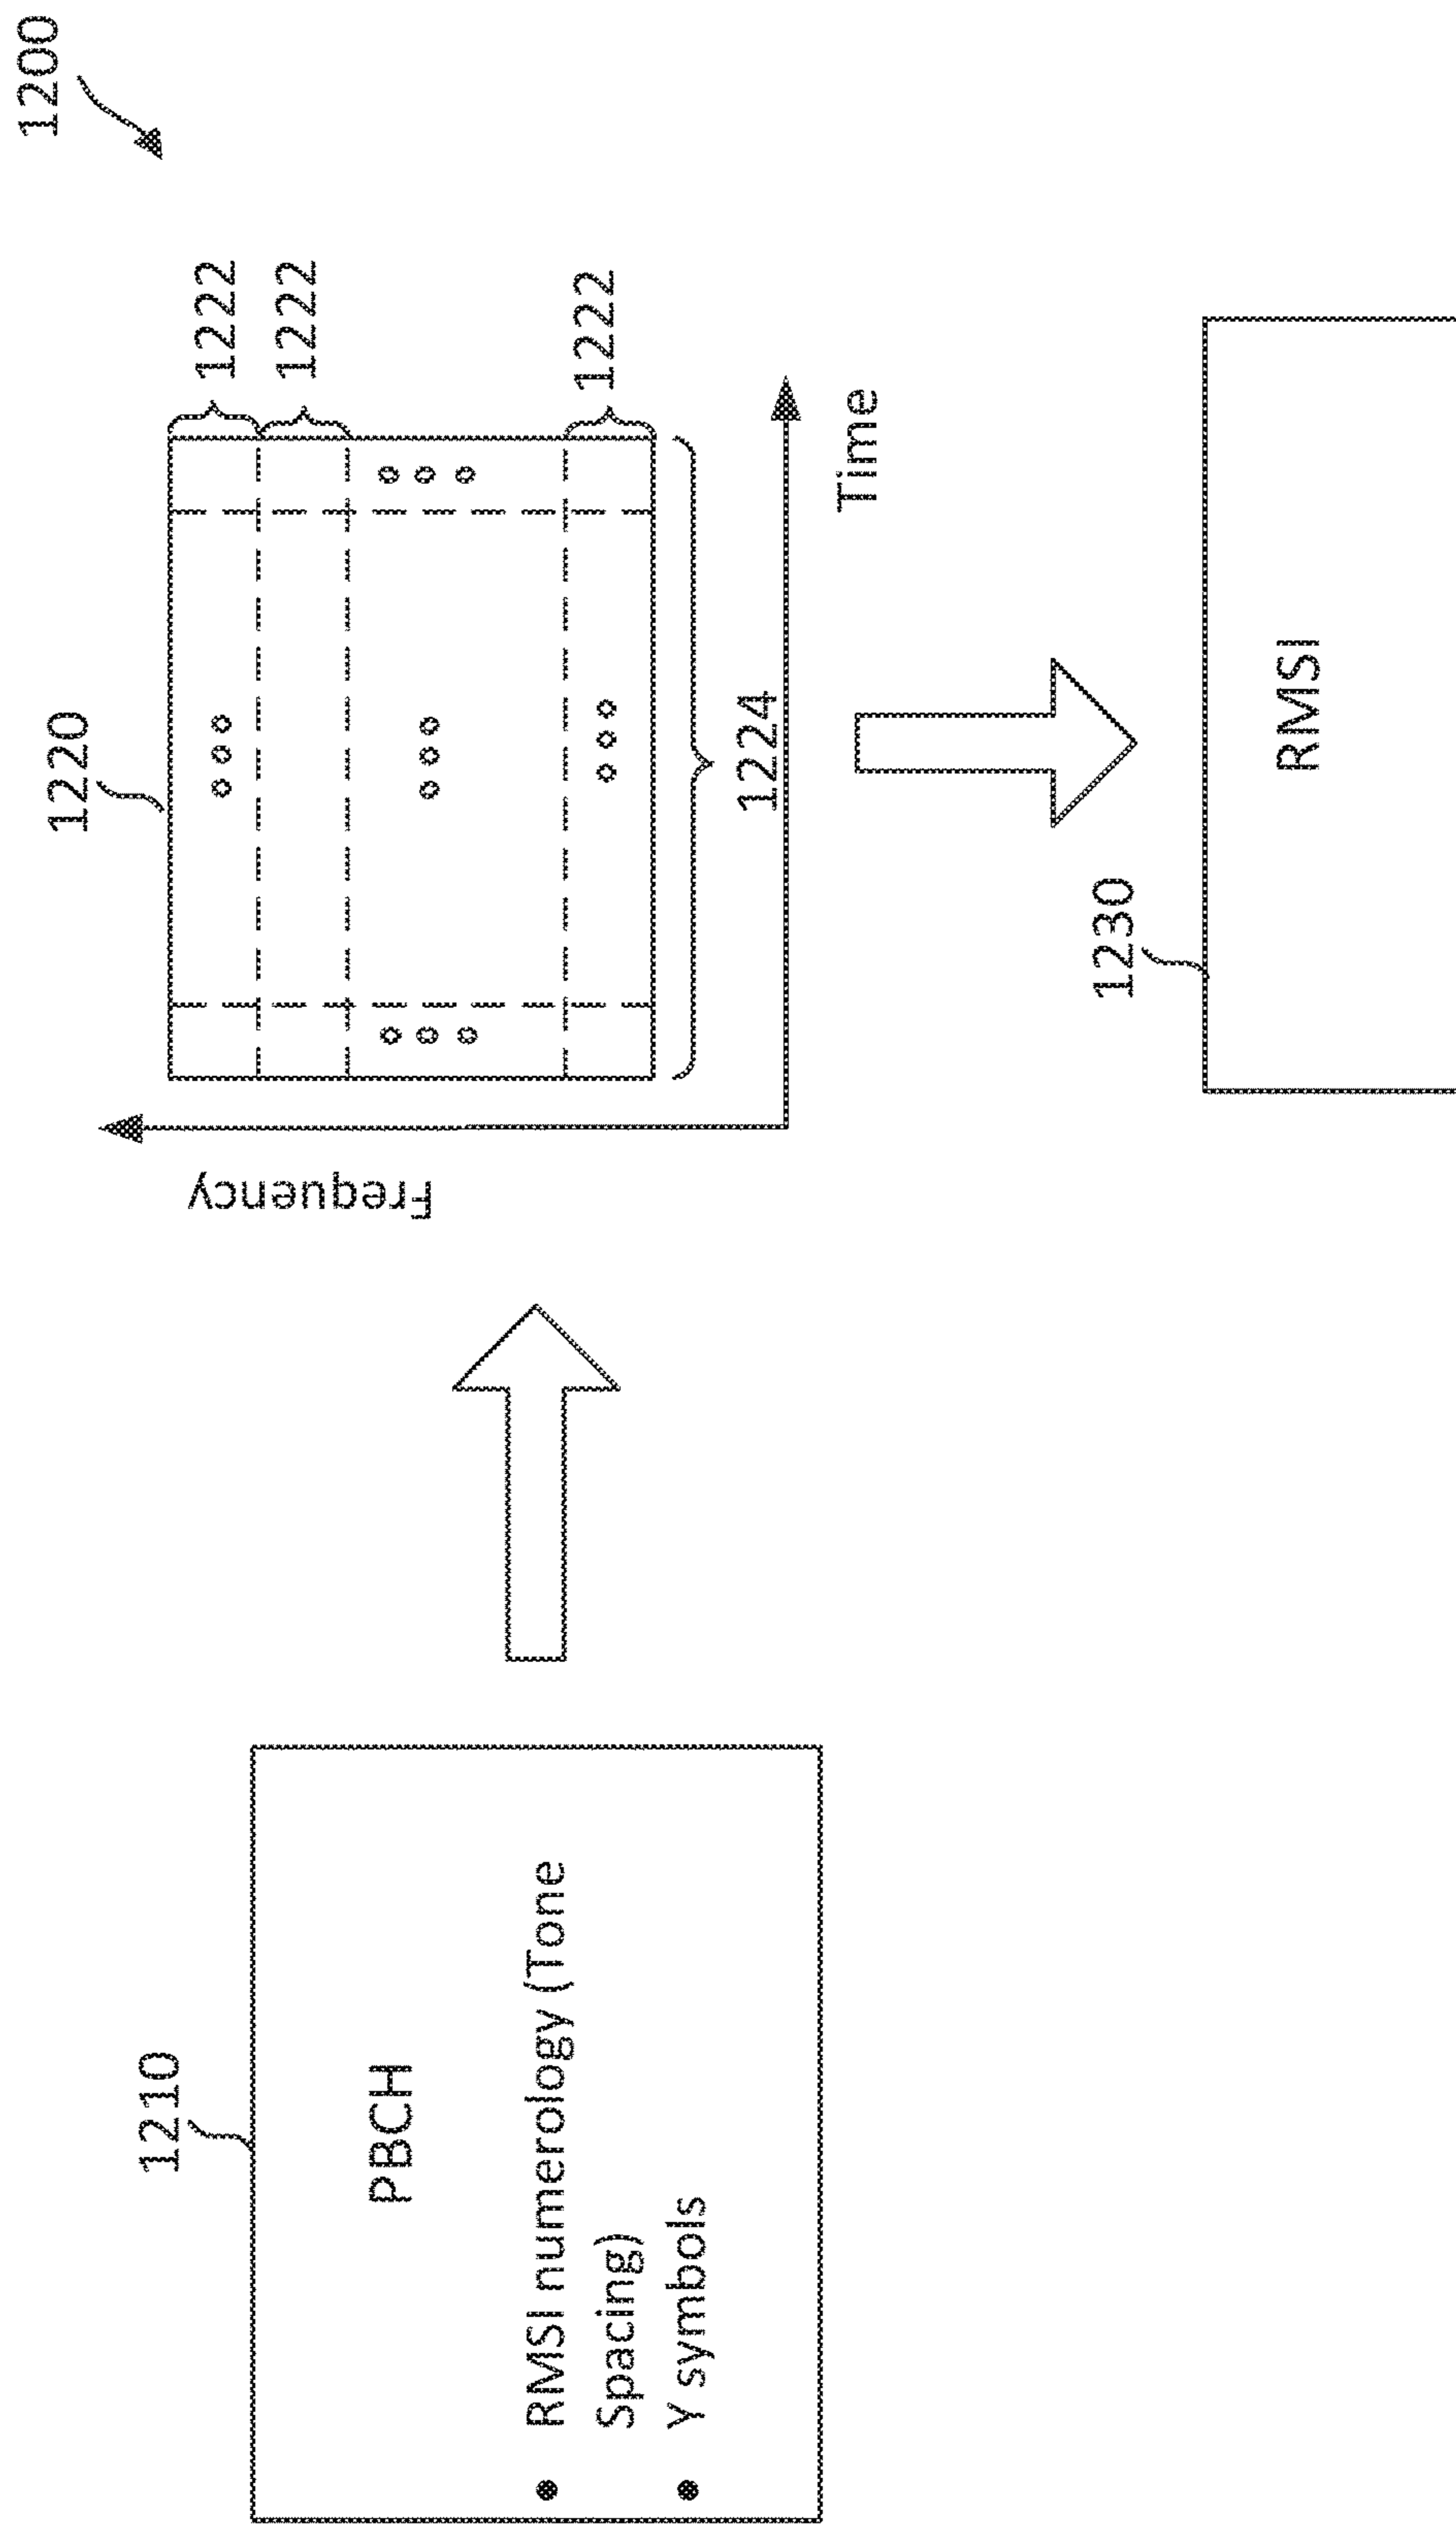 1200
1210
PBCH
RMSI numerology (Tone
Spacing)
Y symbols
1220
1222
1222
1222
1224
Frequency
Time
1230
RMSI